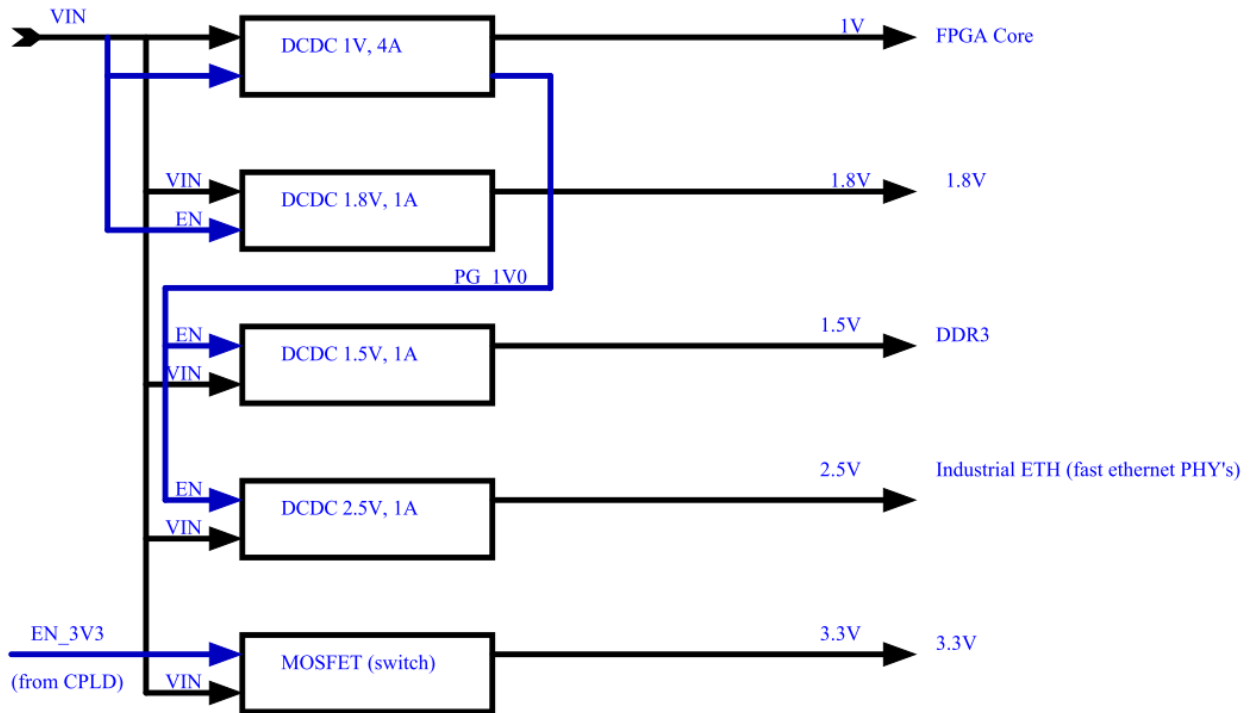 VIN
DCDC 1V, 4A
1V
FPGA Core
VIN
DCDC 1.8V, 1A
1.8V
1.8V
EN
PG_1V0
EN
DCDC 1.5V, 1A
1.5V
DDR3
VIN
EN
DCDC 2.5V, 1A
2.5V
Industrial ETH (fast ethernet PHY's)
VIN
EN_3V3
(from CPLD)
VIN
MOSFET (switch)
3.3V
3.3V